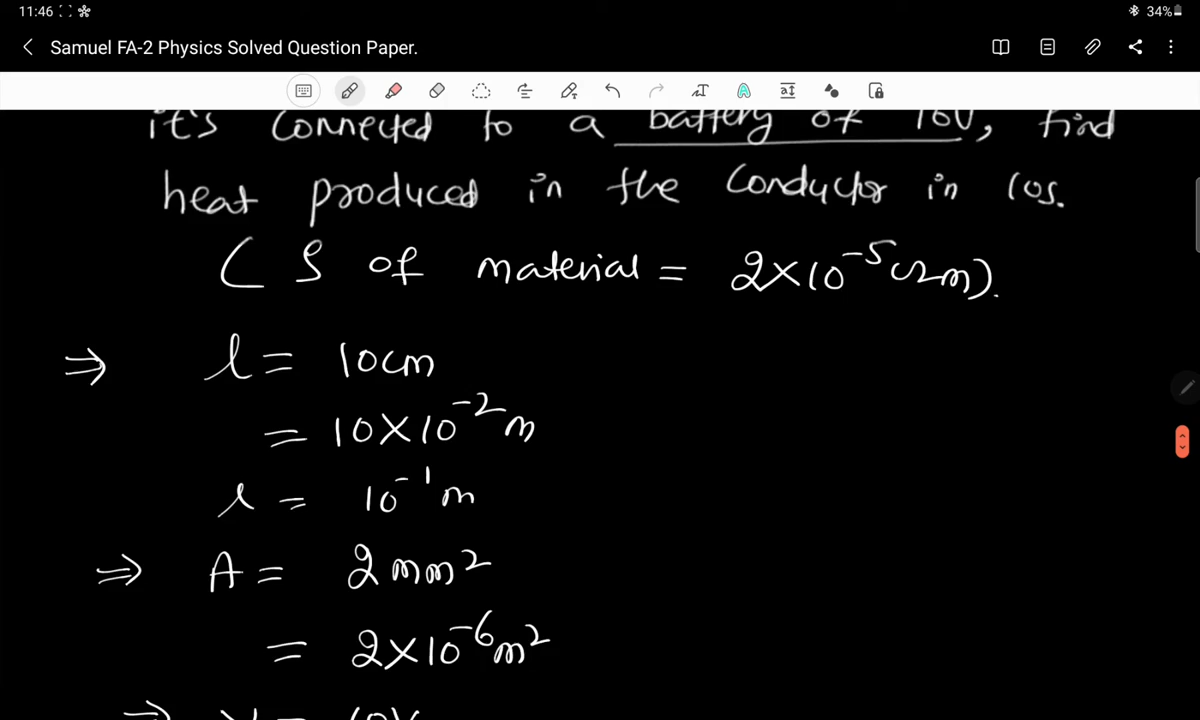 11:46
34%
Samuel FA-2 Physics Solved Question Paper.
it's connected to a battery of 10V, find
heat produced in the conductor in 10s.
( ρ of material = 2×10⁻⁵ Ωm).
⇒ l = 10cm
= 10×10⁻² m
l = 10⁻¹ m
⇒ A = 2mm²
= 2×10⁻⁶ m²
⇒ V = 10V